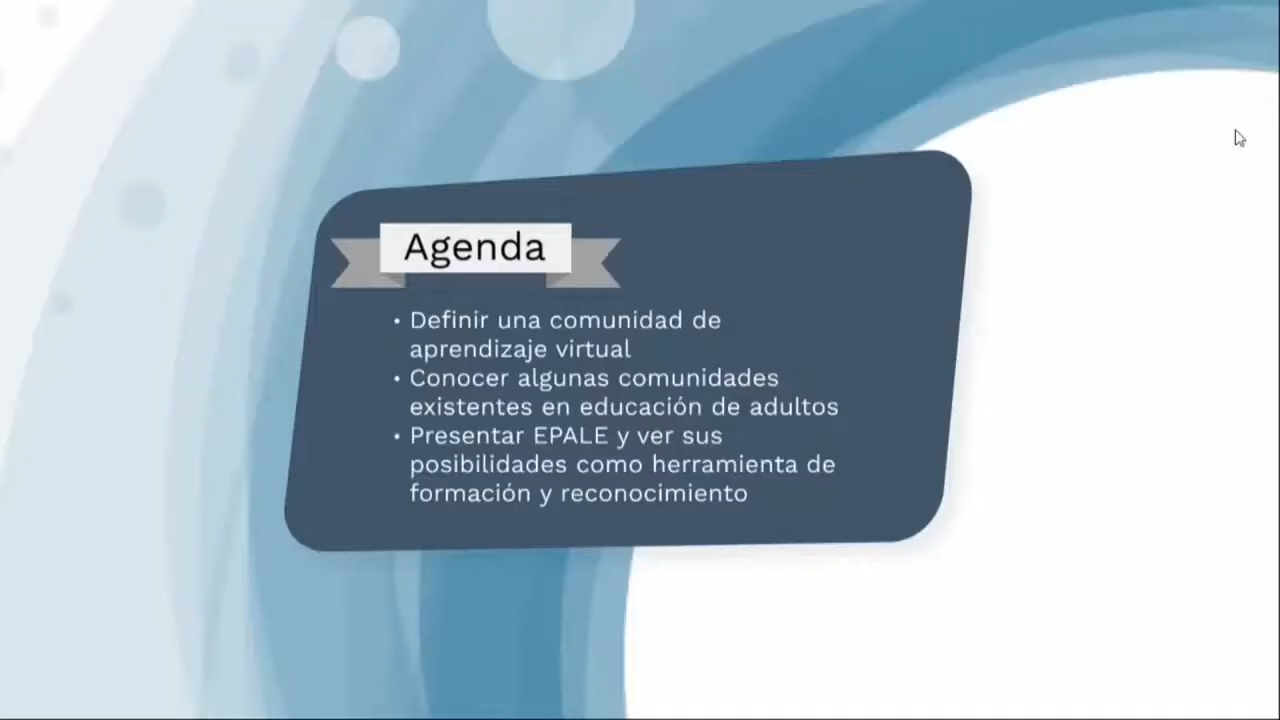 Agenda
• Definir una comunidad de
aprendizaje virtual
• Conocer algunas comunidades
existentes en educación de adultos
• Presentar EPALE y ver sus
posibilidades como herramienta de
formación y reconocimiento